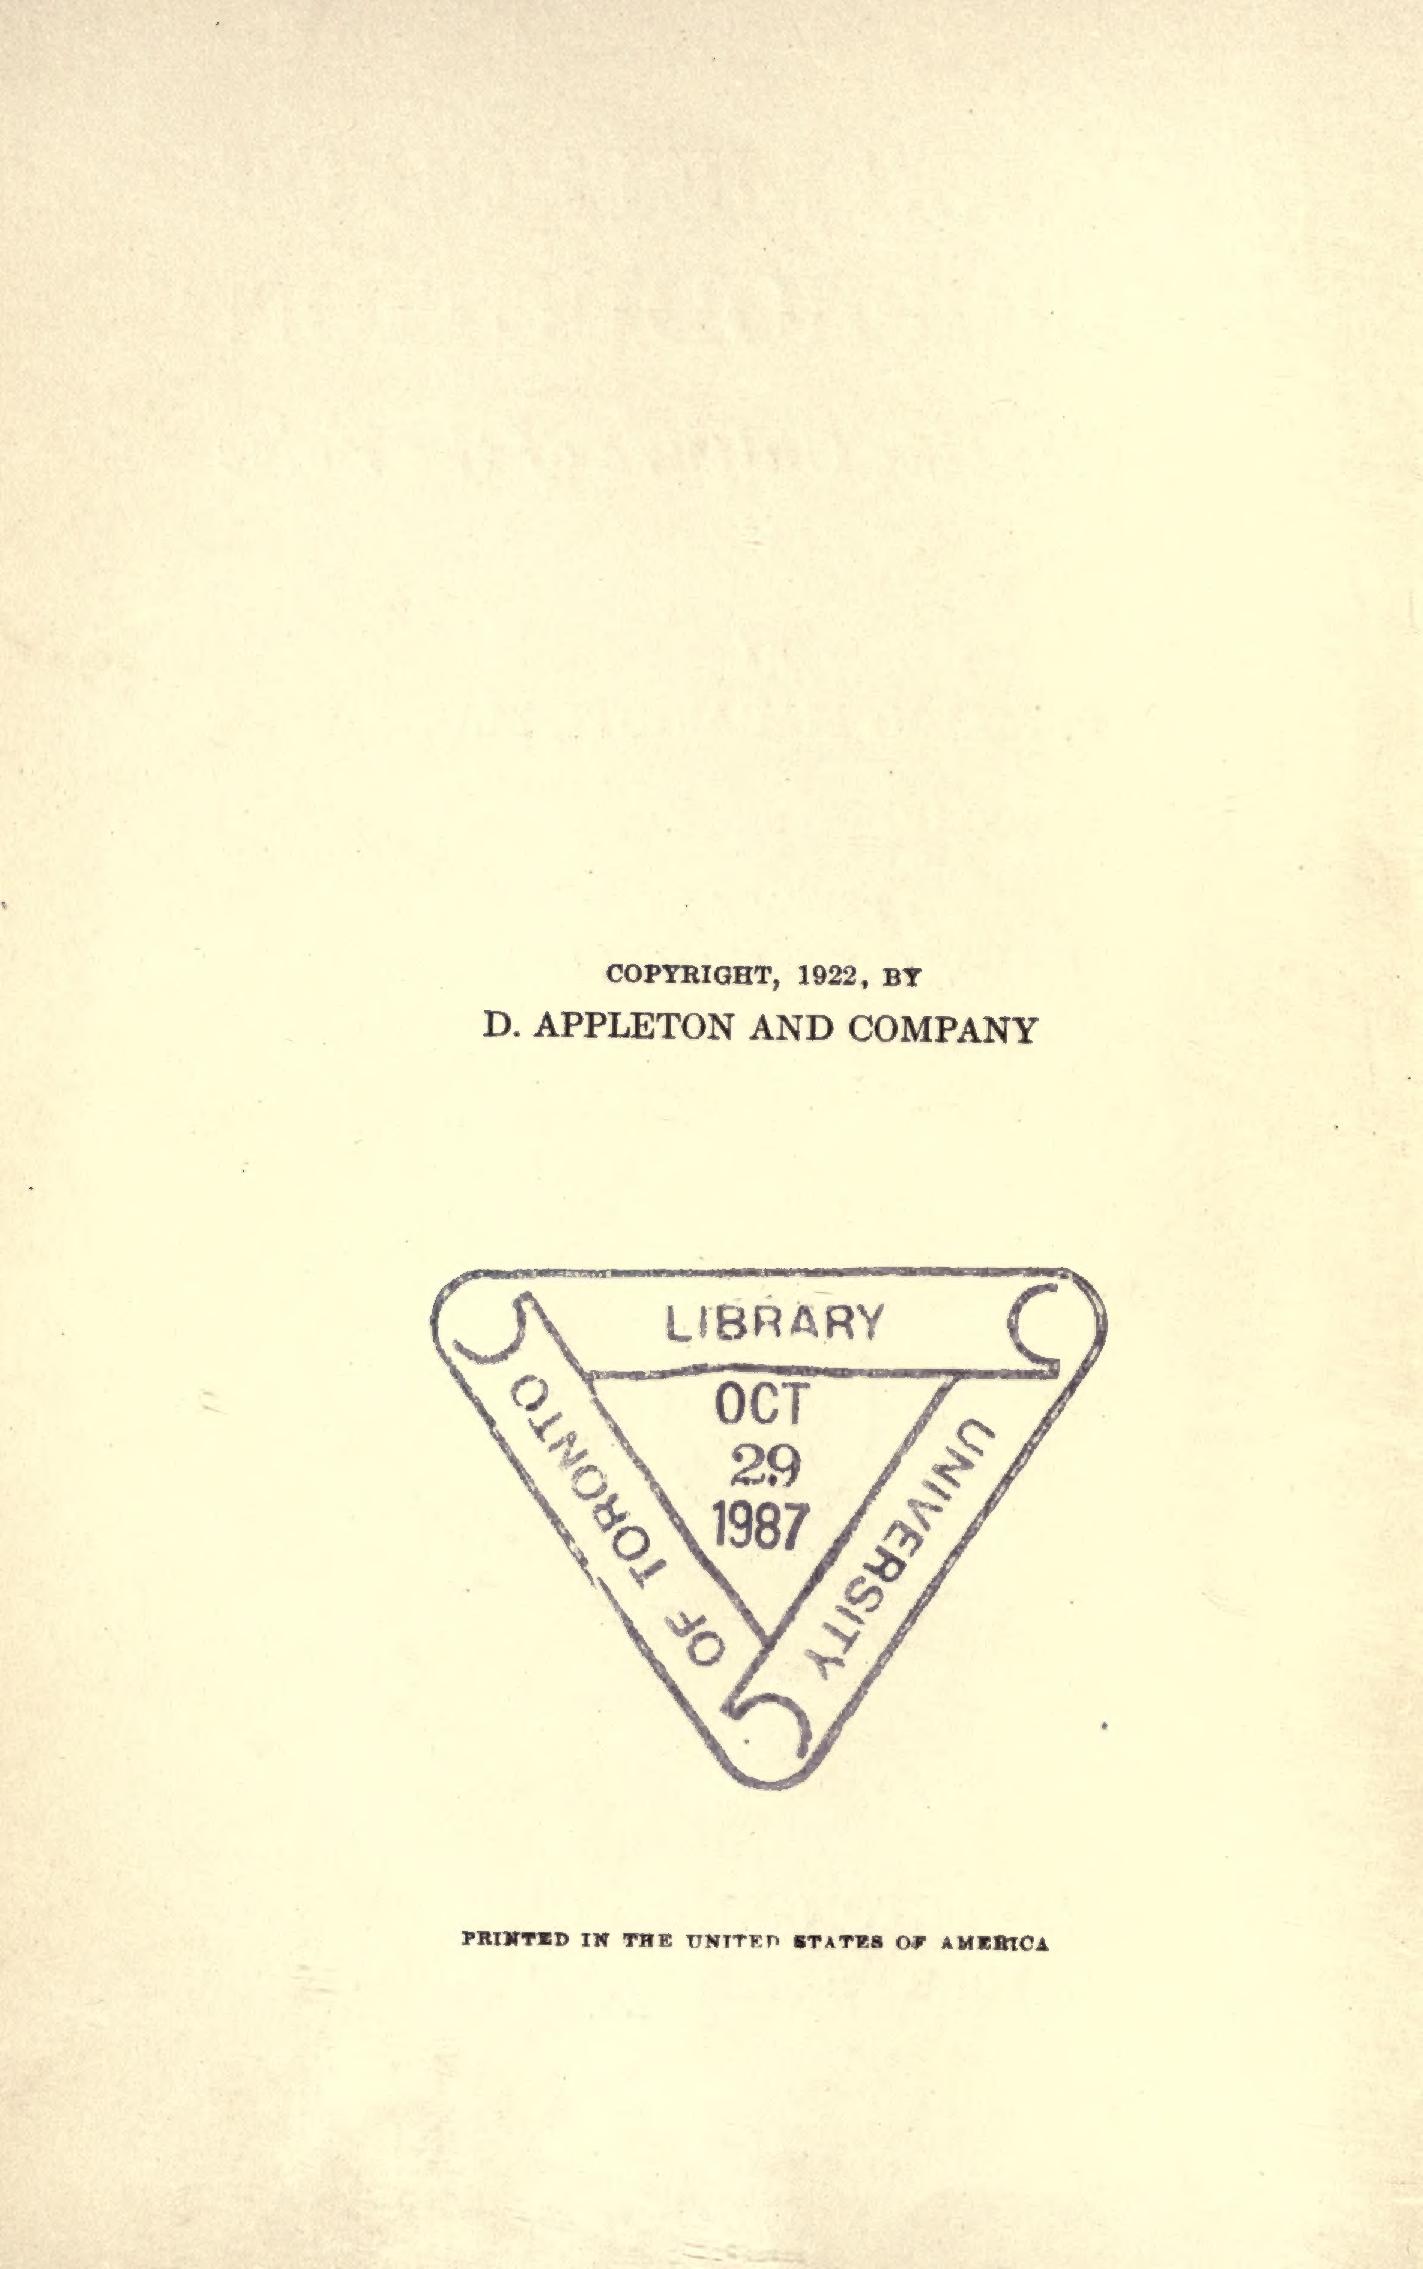 COPYRIGHT, 1922, BY
D. APPLETON AND COMPANY
LIBRARY
UNIVERSITY
OF TORONTO
OCT
29
1987
PRINTED IN THE UNITED STATES OF AMERICA